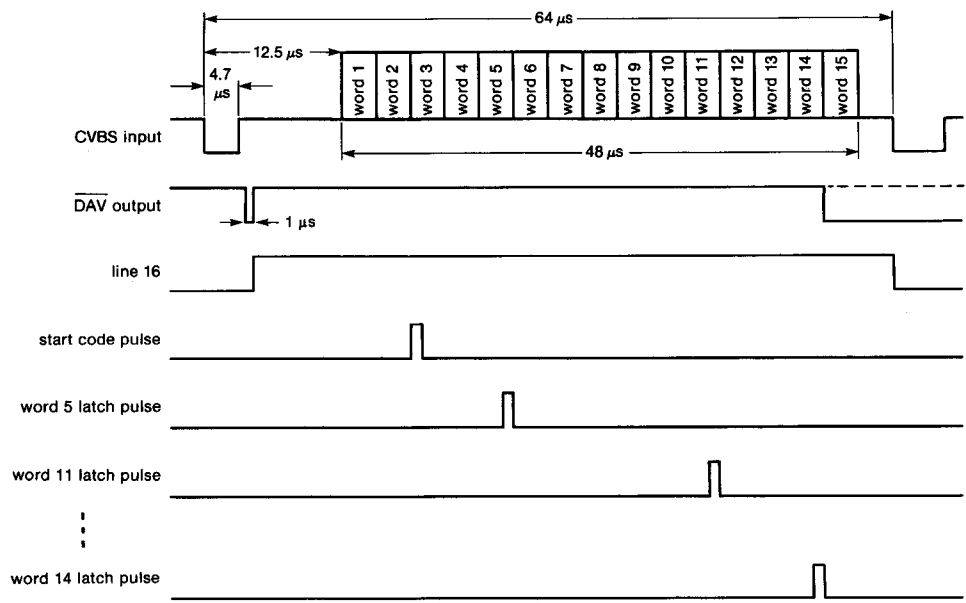 64 μs
12.5 μs
4.7
μs
word 1
word 2
word 3
word 4
word 5
word 6
word 7
word 8
word 9
word 10
word 11
word 12
word 13
word 14
word 15
CVBS input
48 μs
DAV output
1 μs
line 16
start code pulse
word 5 latch pulse
word 11 latch pulse
word 14 latch pulse